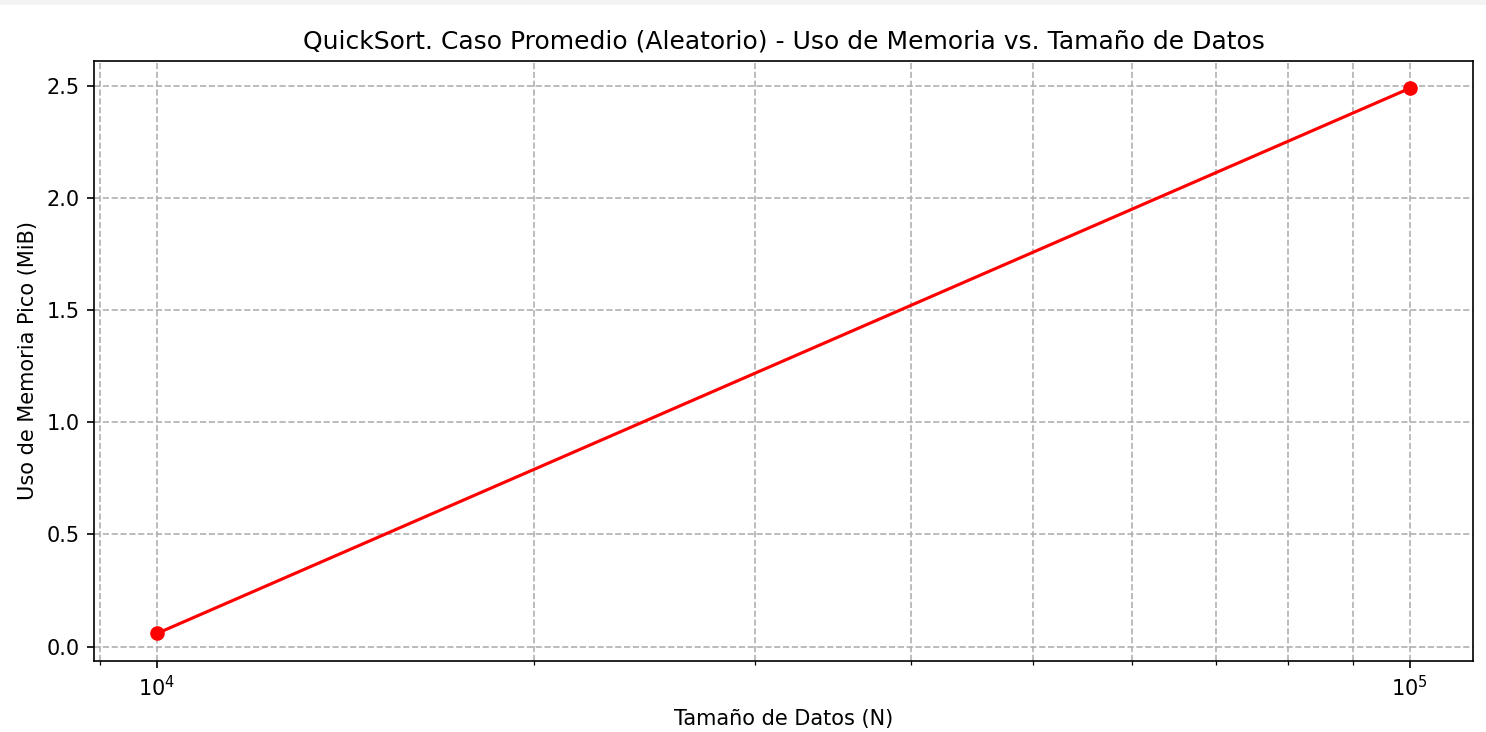 QuickSort. Caso Promedio (Aleatorio) - Uso de Memoria vs. Tamaño de Datos
Uso de Memoria Pico (MiB)
2.5
2.0
1.5
1.0
0.5
0.0
10⁴
10⁵
Tamaño de Datos (N)